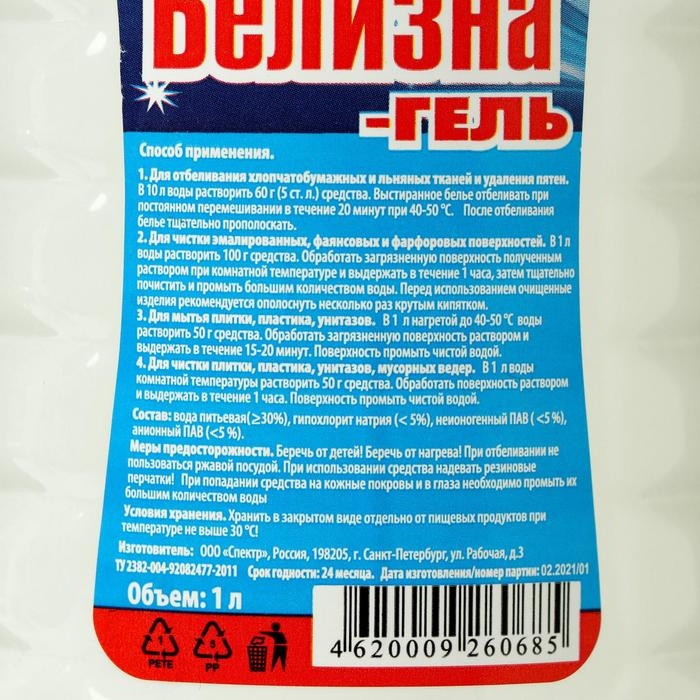 Белизна
-ГЕЛЬ
Способ применения.
1. Для отбеливания хлопчатобумажных и льняных тканей и удаления пятен.
В 10 л воды растворить 60 г (5 ст. л.) средства. Выстиранное белье отбеливать при
постоянном перемешивании в течение 20 минут при 40-50 °С. После отбеливания
белье тщательно прополоскать.
2. Для чистки эмалированных, фаянсовых и фарфоровых поверхностей. В 1 л
воды растворить 100 г средства. Обработать загрязненную поверхность полученным
раствором при комнатной температуре и выдержать в течение 1 часа, затем тщательно
почистить и промыть большим количеством воды. Перед использованием очищенные
изделия рекомендуется ополоснуть несколько раз крутым кипятком.
3. Для мытья плитки, пластика, унитазов. В 1 л нагретой до 40-50 °С воды
растворить 50 г средства. Обработать загрязненную поверхность раствором и
выдержать в течение 15-20 минут. Поверхность промыть чистой водой.
4. Для чистки плитки, пластика, унитазов, мусорных ведер. В 1 л воды
комнатной температуры растворить 50 г средства. Обработать поверхность раствором
и выдержать в течение 1 часа. Поверхность промыть чистой водой.
Состав: вода питьевая(≥30%), гипохлорит натрия (< 5%), неионогенный ПАВ (<5%),
анионный ПАВ (<5 %).
Меры предосторожности. Беречь от детей! Беречь от нагрева! При отбеливании не
пользоваться ржавой посудой. При использовании средства надевать резиновые
перчатки! При попадании средства на кожные покровы и в глаза необходимо промыть их
большим количеством воды
Условия хранения. Хранить в закрытом виде отдельно от пищевых продуктов при
температуре не выше 30 °С!
Изготовитель: ООО «Спектр», Россия, 198205, г. Санкт-Петербург, ул. Рабочая, д.3
ТУ 2382-004-92082477-2011 Срок годности: 24 месяца. Дата изготовления/номер партии: 02.2021/01
Объем: 1 л
1 PETE 5 PP
4 620009 260685